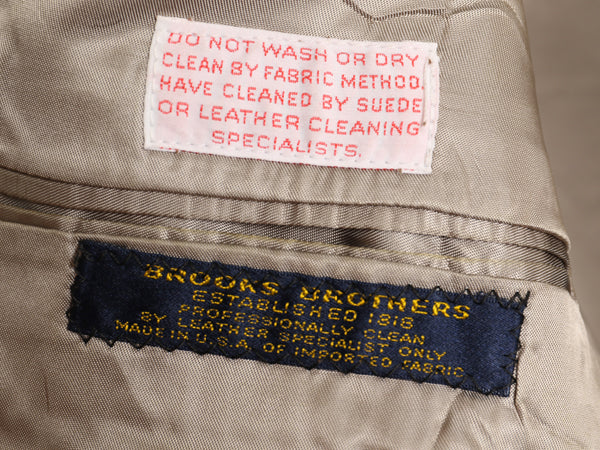 DO NOT WASH OR DRY
CLEAN BY FABRIC METHOD.
HAVE CLEANED BY SUEDE
OR LEATHER CLEANING
SPECIALISTS.
BROOKS BROTHERS
ESTABLISHED 1818
PROFESSIONALLY CLEAN
BY LEATHER SPECIALIST ONLY
MADE IN U.S.A. OF IMPORTED FABRIC